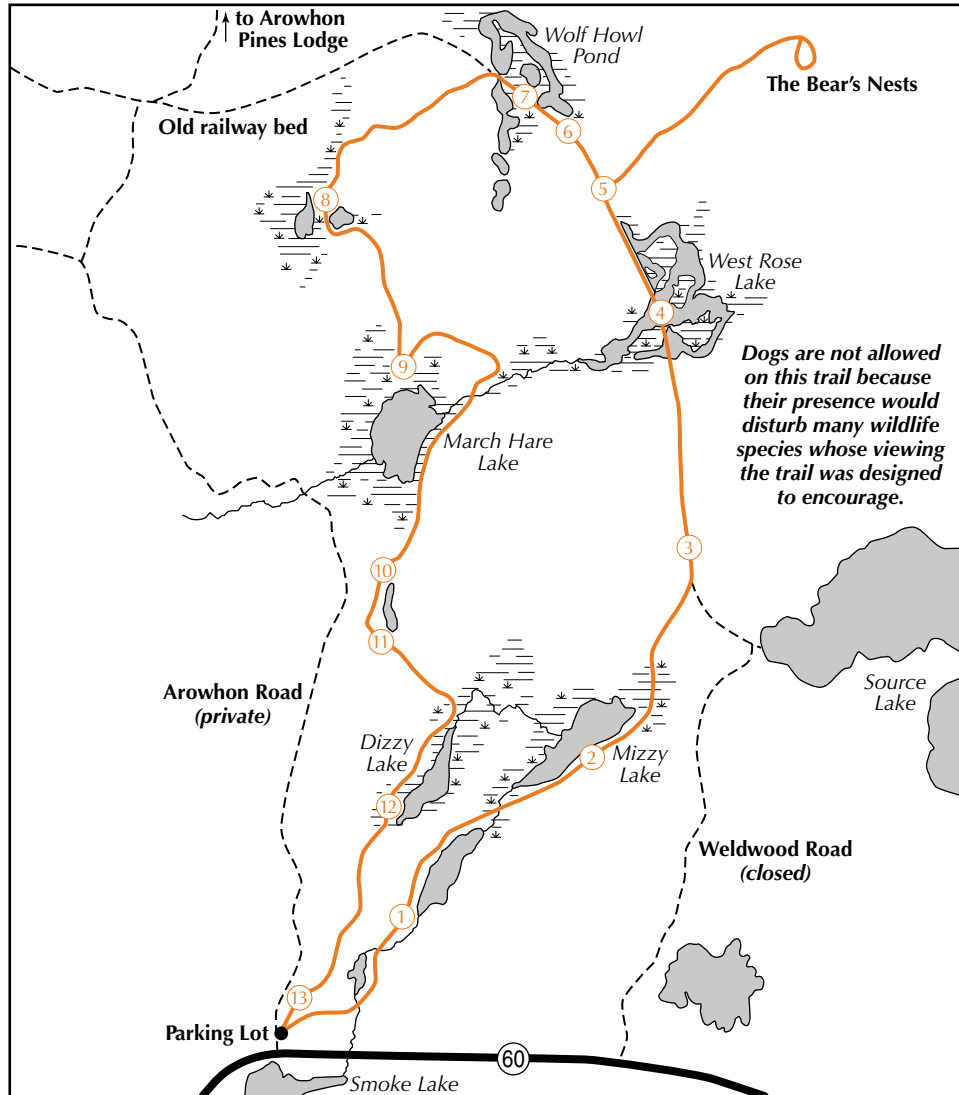 to Arowhon
Pines Lodge
Wolf Howl
Pond
The Bear's Nests
Old railway bed
7
6
5
8
West Rose
Lake
4
Dogs are not allowed
on this trail because
their presence would
disturb many wildlife
species whose viewing
the trail was designed
to encourage.
9
March Hare
Lake
3
10
11
Arowhon Road
(private)
Source
Lake
Dizzy
Lake
2
Mizzy
Lake
12
Weldwood Road
(closed)
1
13
Parking Lot
60
Smoke Lake